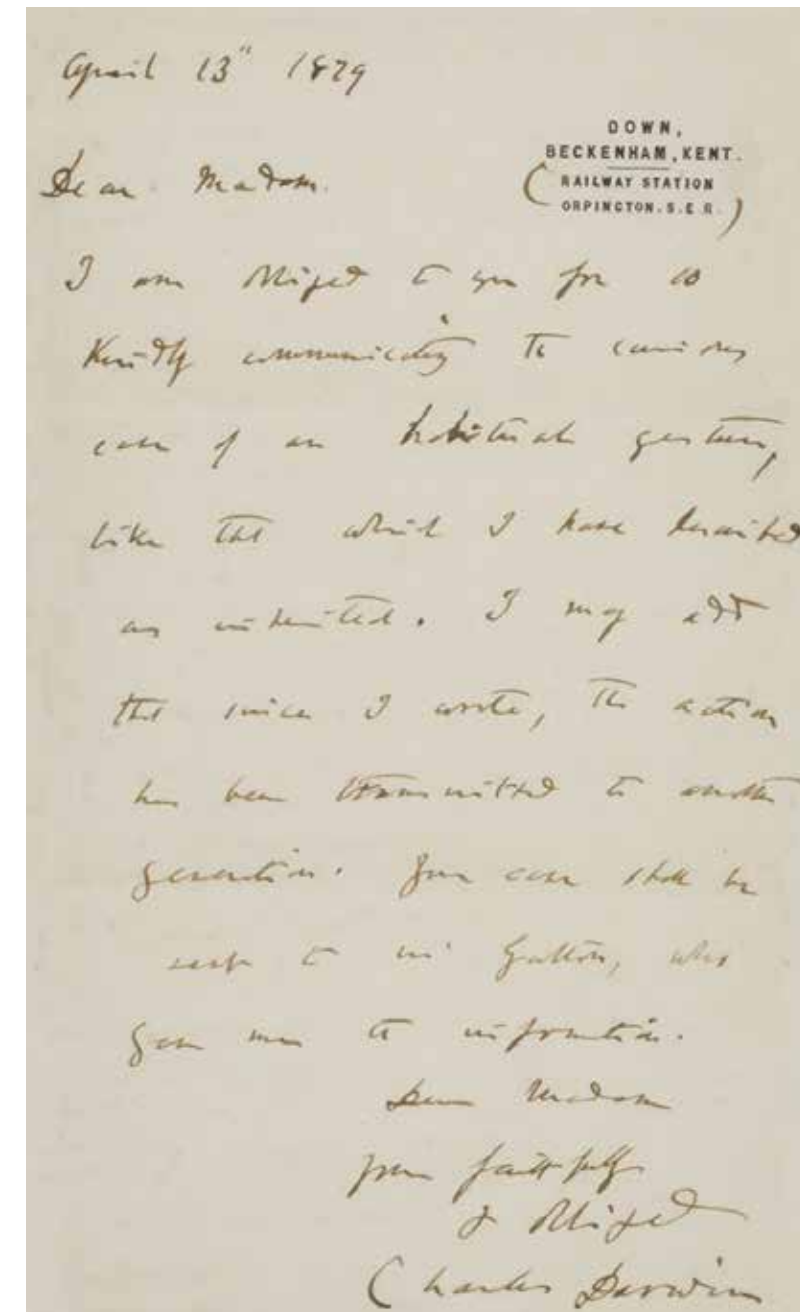 April 13th 1879
DOWN,
BECKENHAM, KENT.
(RAILWAY STATION
ORPINGTON. S.E.R.)
Dear Madam.
I am obliged to you for so
kindly communicating the curious
case of an habitual gesture,
like that which I have described
as inherited. I may add
that since I wrote, the action
has been transmitted to another
generation. Your case shall be
sent to Mr Galton, who
gave me the information.
Dear Madam
Yours faithfully
& obliged
Charles Darwin